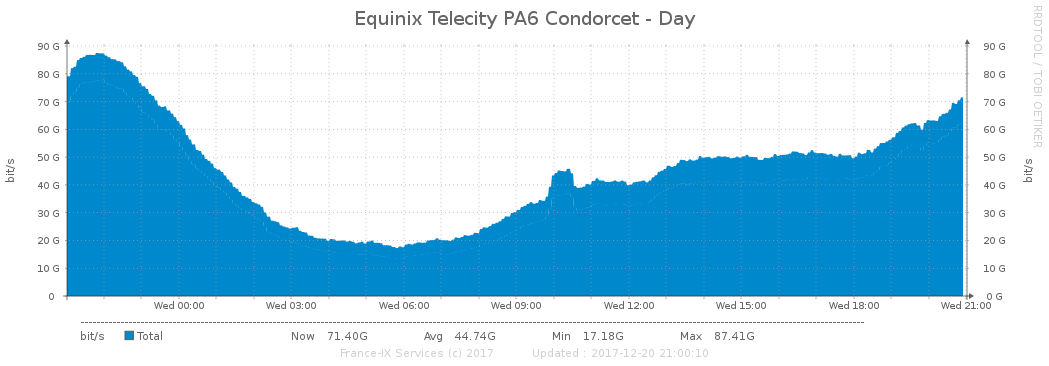 Equinix Telecity PA6 Condorcet - Day
RRDTOOL / TOBI OETIKER
90 G 90 G
80 G 80 G
70 G 70 G
60 G 60 G
50 G 50 G
40 G 40 G
30 G 30 G
20 G 20 G
10 G 10 G
0 0 G
bit/s
bit/s
Wed 00:00 Wed 03:00 Wed 06:00 Wed 09:00 Wed 12:00 Wed 15:00 Wed 18:00 Wed 21:00
bit/s Total Now 71.40G Avg 44.74G Min 17.18G Max 87.41G
France-IX Services (c) 2017 Updated : 2017-12-20 21:00:10